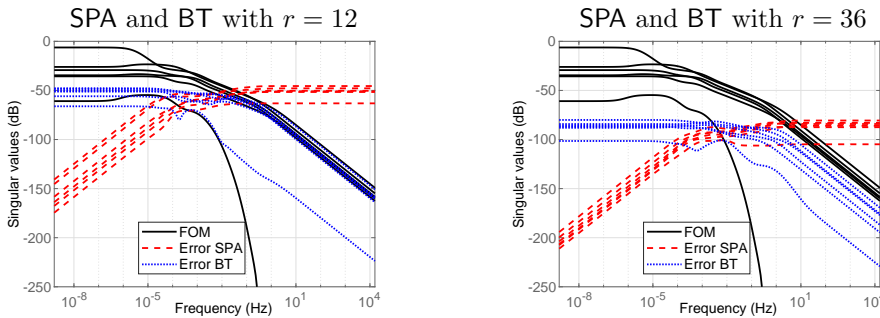 SPA and BT with r = 12
0
-50
-100
-150
-200
-250
Singular values (dB)
FOM
Error SPA
Error BT
10^-8
10^-5
10^1
10^4
Frequency (Hz)
SPA and BT with r = 36
0
-50
-100
-150
-200
-250
Singular values (dB)
FOM
Error SPA
Error BT
10^-8
10^-5
10^1
10^4
Frequency (Hz)